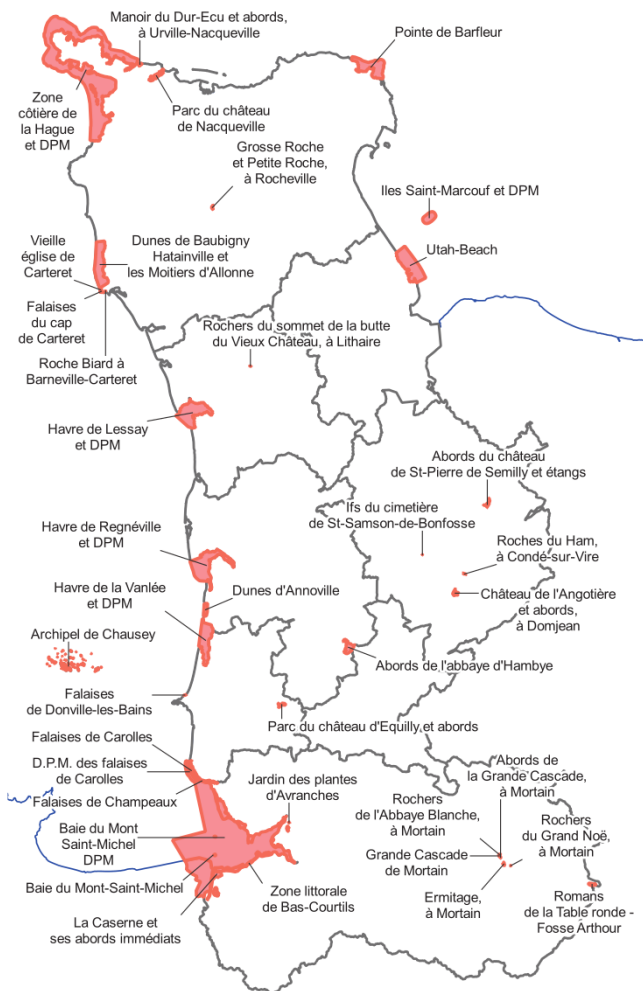 Manoir du Dur-Ecu et abords,
à Urville-Nacqueville
Pointe de Barfleur
Zone
côtière de
la Hague
et DPM
Parc du château
de Nacqueville
Grosse Roche
et Petite Roche,
à Rocheville
Iles Saint-Marcouf et DPM
Vieille
église de
Carteret
Dunes de Baubigny
Hatainville et
les Moitiers d'Allonne
Utah-Beach
Falaises
du cap
de Carteret
Rochers du sommet de la butte
du Vieux Château, à Lithaire
Roche Biard à
Barneville-Carteret
Havre de Lessay
et DPM
Abords du château
de St-Pierre de Semilly et étangs
Ifs du cimetière
de St-Samson-de-Bonfosse
Havre de Regnéville
et DPM
Roches du Ham,
à Condé-sur-Vire
Havre de la Vanlée
et DPM
Dunes d'Annoville
Château de l'Angotière
et abords,
à Domjean
Archipel de Chausey
Abords de l'abbaye d'Hambye
Falaises
de Donville-les-Bains
Parc du château d'Equilly et abords
Falaises de Carolles
D.P.M. des falaises
de Carolles
Jardin des plantes
d'Avranches
Abords de
la Grande Cascade,
à Mortain
Falaises de Champeaux
Rochers
de l'Abbaye Blanche,
à Mortain
Rochers
du Grand Noë,
à Mortain
Baie du Mont
Saint-Michel
DPM
Grande Cascade
de Mortain
Baie du Mont-Saint-Michel
Zone littorale
de Bas-Courtils
Ermitage,
à Mortain
Romans
de la Table ronde -
Fosse Arthour
La Caserne et
ses abords immédiats